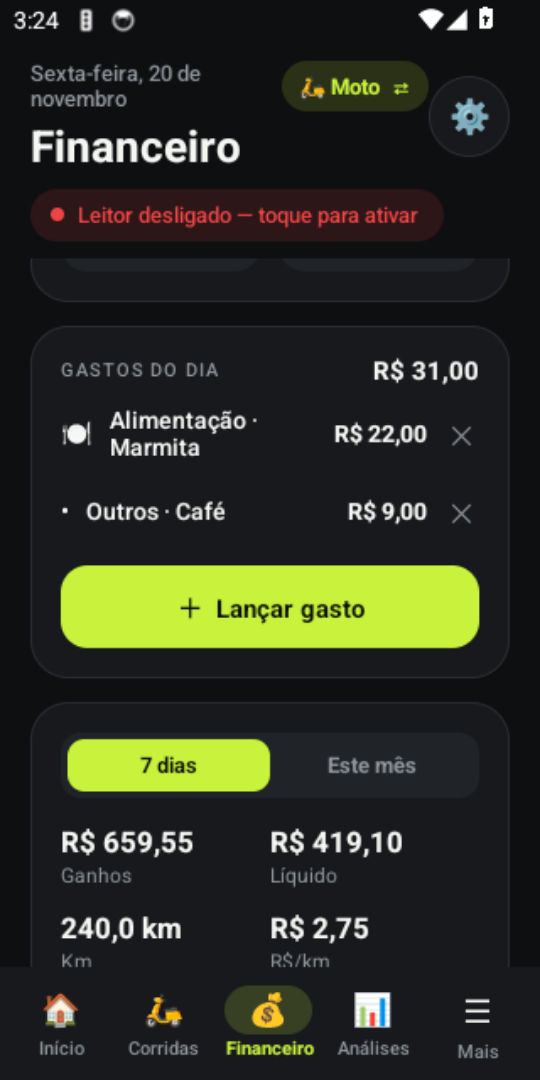 3:24
Sexta-feira, 20 de
novembro
Moto
Financeiro
Leitor desligado — toque para ativar
GASTOS DO DIA
R$ 31,00
Alimentação ·
Marmita
R$ 22,00
Outros · Café
R$ 9,00
+ Lançar gasto
7 dias
Este mês
R$ 659,55
R$ 419,10
Ganhos
Líquido
240,0 km
R$ 2,75
Km
R$/km
Início
Corridas
Financeiro
Análises
Mais